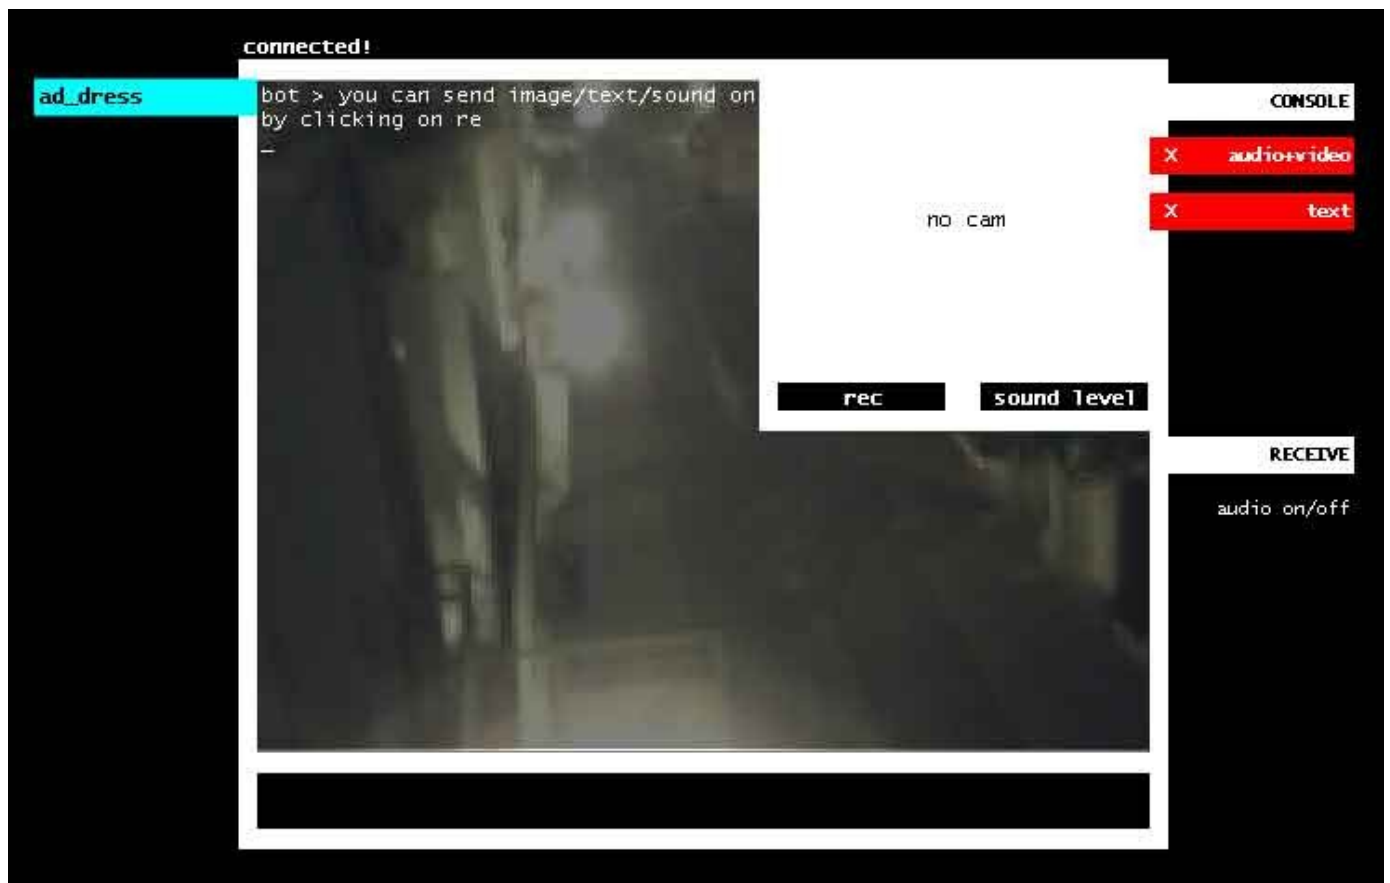 connected!
ad_dress
bot > you can send image/text/sound on
by clicking on re
_
CONSOLE
X audio+video
X text
no cam
rec
sound level
RECEIVE
audio on/off